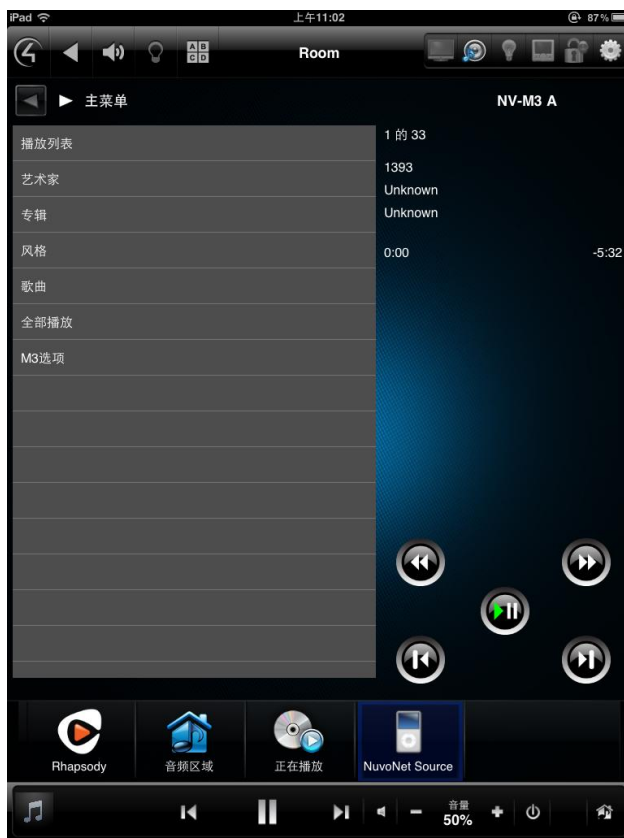 iPad 上午11:02 87%
A B
C D
Room
主菜单
NV-M3 A
播放列表
艺术家
专辑
风格
歌曲
全部播放
M3选项
1 的 33
1393
Unknown
Unknown
0:00 -5:32
Rhapsody
音频区域
正在播放
NuvoNet Source
音量
50%